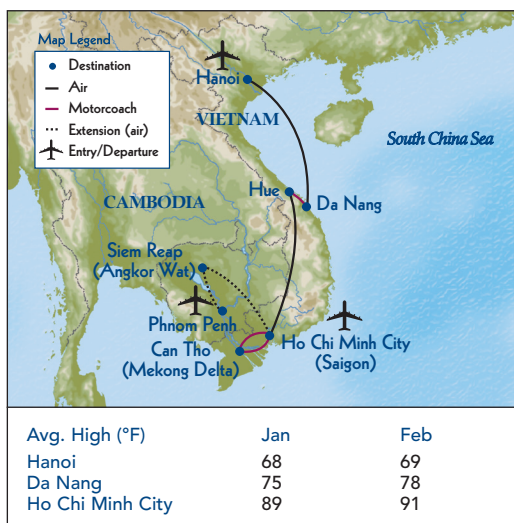 Map Legend
Destination
Air
Motorcoach
Extension (air)
Entry/Departure
Hanoi
VIETNAM
South China Sea
Hue
Da Nang
CAMBODIA
Siem Reap
(Angkor Wat)
Phnom Penh
Can Tho
(Mekong Delta)
Ho Chi Minh City
(Saigon)
Avg. High (°F) Jan Feb
Hanoi 68 69
Da Nang 75 78
Ho Chi Minh City 89 91